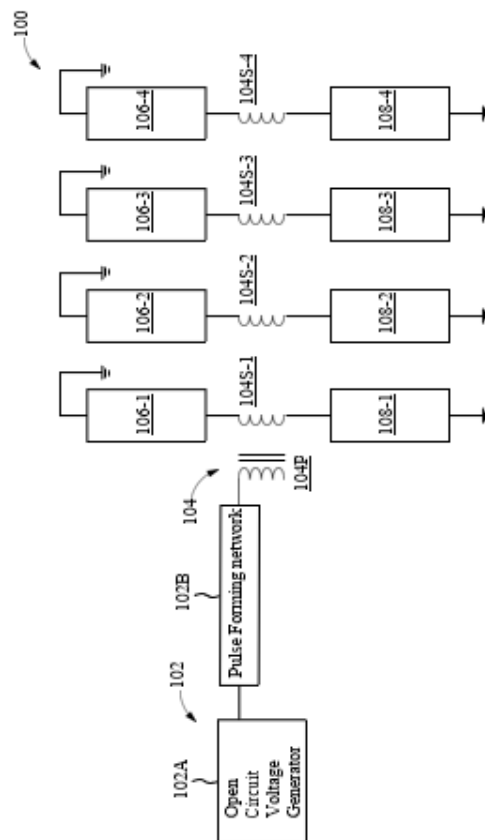 102A
102
102B
104
Open
Circuit
Voltage
Generator
Pulse Forming network
104P
108-1
104S-1
106-1
108-2
104S-2
106-2
108-3
104S-3
106-3
108-4
104S-4
106-4
100